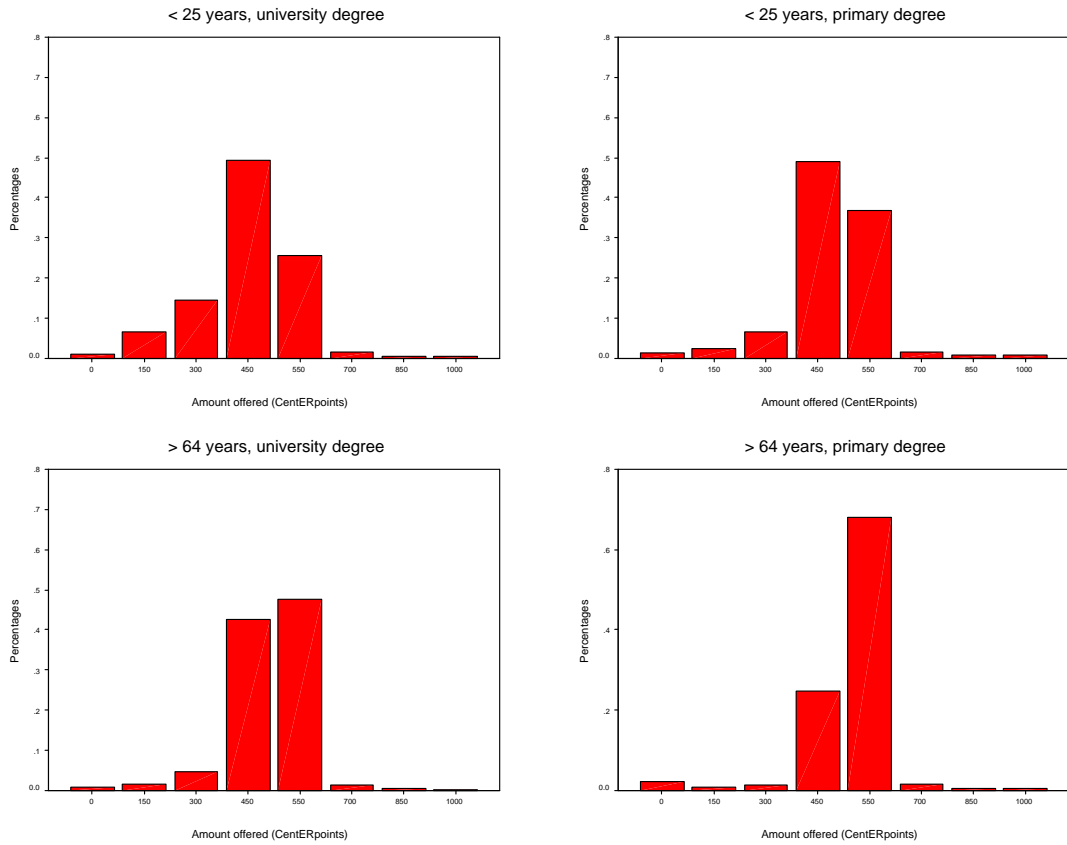 < 25 years, university degree
.8
.7
.6
.5
.4
.3
.2
.1
0.0
Percentages
0 150 300 450 550 700 850 1000
Amount offered (CentERpoints)
< 25 years, primary degree
.8
.7
.6
.5
.4
.3
.2
.1
0.0
Percentages
0 150 300 450 550 700 850 1000
Amount offered (CentERpoints)
> 64 years, university degree
.8
.7
.6
.5
.4
.3
.2
.1
0.0
Percentages
0 150 300 450 550 700 850 1000
Amount offered (CentERpoints)
> 64 years, primary degree
.8
.7
.6
.5
.4
.3
.2
.1
0.0
Percentages
0 150 300 450 550 700 850 1000
Amount offered (CentERpoints)